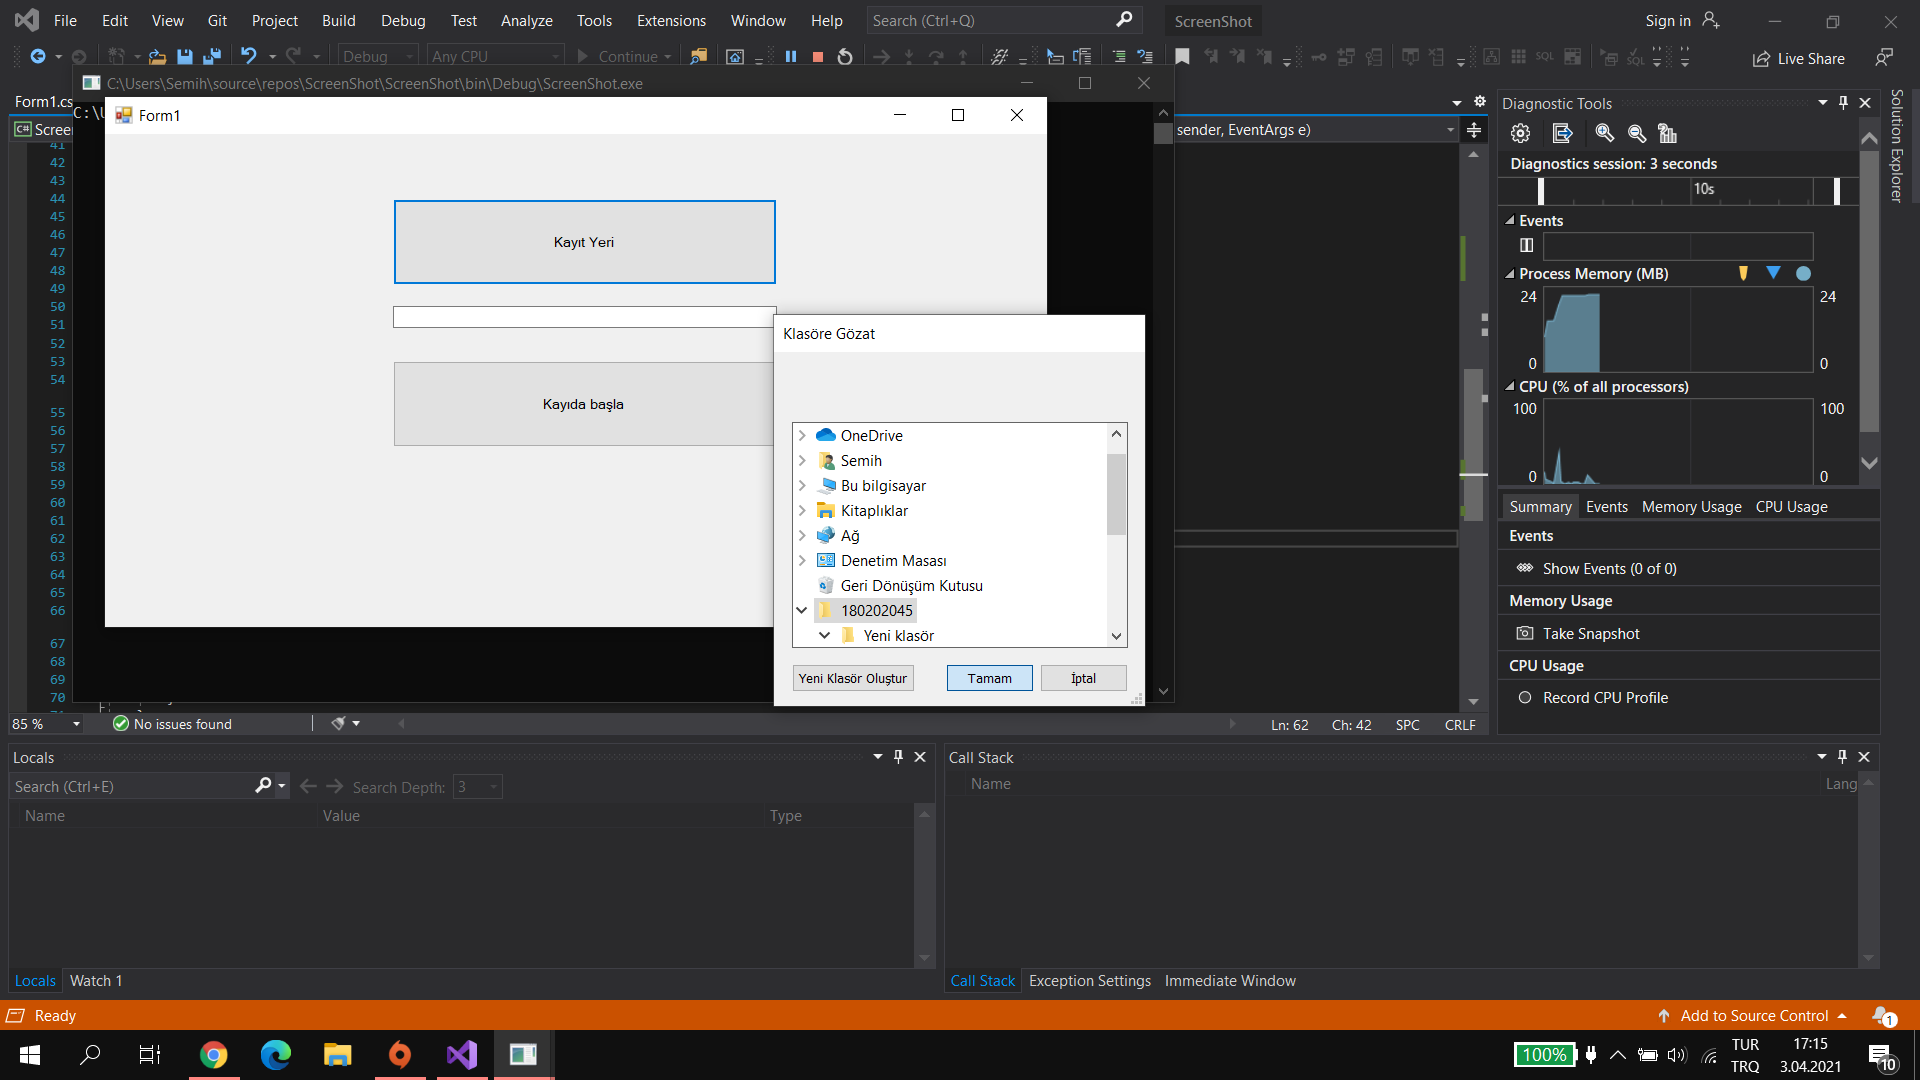 File Edit View Git Project Build Debug Test Analyze Tools Extensions Window Help Search (Ctrl+Q) ScreenShot Sign in
Debug Any CPU Continue Live Share
C:\Users\Semih\source\repos\ScreenShot\ScreenShot\bin\Debug\ScreenShot.exe
Form1.cs
Form1
sender, EventArgs e)
41
42
43
44
45
46
47
48
49
50
51
52
53
54
55
56
57
58
59
60
61
62
63
64
65
66
67
68
69
70
Kayıt Yeri
Kayıda başla
Klasöre Gözat
OneDrive
Semih
Bu bilgisayar
Kitaplıklar
Ağ
Denetim Masası
Geri Dönüşüm Kutusu
180202045
Yeni klasör
Yeni Klasör Oluştur Tamam İptal
85 % No issues found Ln: 62 Ch: 42 SPC CRLF
Diagnostic Tools
Solution Explorer
Diagnostics session: 3 seconds
10s
Events
Process Memory (MB)
24 24
0 0
CPU (% of all processors)
100 100
0 0
Summary Events Memory Usage CPU Usage
Events
Show Events (0 of 0)
Memory Usage
Take Snapshot
CPU Usage
Record CPU Profile
Locals
Search (Ctrl+E) Search Depth: 3
Name Value Type
Locals Watch 1
Call Stack
Name Lang
Call Stack Exception Settings Immediate Window
Ready Add to Source Control 1
100% TUR 17:15
TRQ 3.04.2021 10